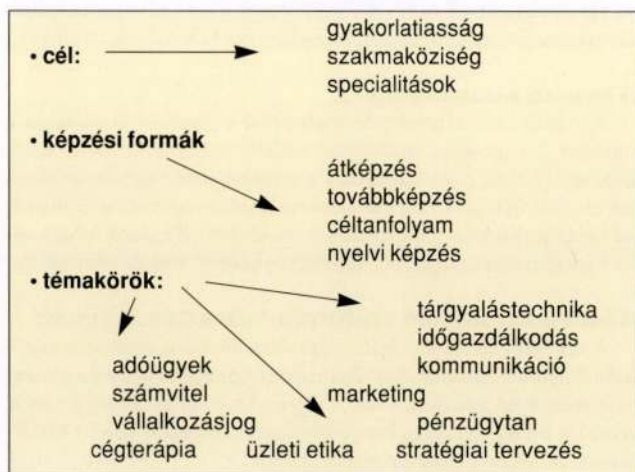 • cél:
gyakorlatiasság
szakmaköziség
specialitások
• képzési formák
átképzés
továbbképzés
céltanfolyam
nyelvi képzés
• témakörök:
tárgyalástechnika
időgazdálkodás
adóügyek kommunikáció
számvitel marketing
vállalkozásjog pénzügytan
cégterápia üzleti etika stratégiai tervezés